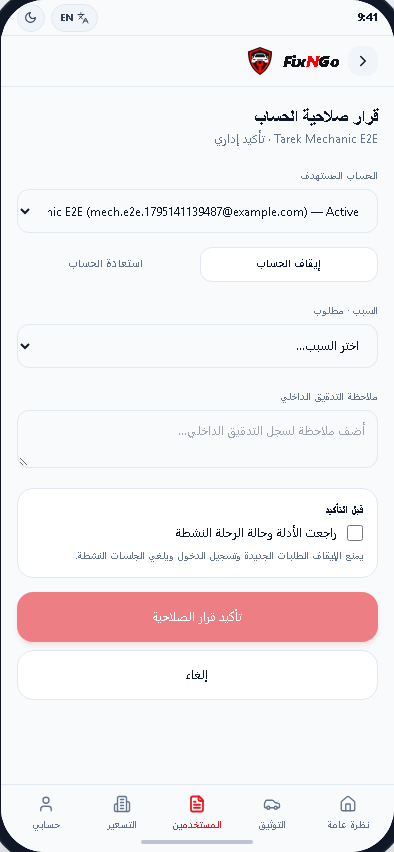 9:41
EN
FixNGo
قرار صلاحية الحساب
Tarek Mechanic E2E · تأكيد إداري
الحساب المستهدف
nic E2E (mech.e2e.1795141139487@example.com) — Active
إيقاف الحساب
استعادة الحساب
السبب · مطلوب
اختر السبب...
ملاحظة التدقيق الداخلي
أضف ملاحظة لسجل التدقيق الداخلي...
قبل التأكيد
راجعت الأدلة وحالة الرحلة النشطة
يمنع الإيقاف الطلبات الجديدة وتسجيل الدخول ويلغي الجلسات النشطة.
تأكيد قرار الصلاحية
إلغاء
نظرة عامة
التوثيق
المستخدمين
التسعير
حسابي